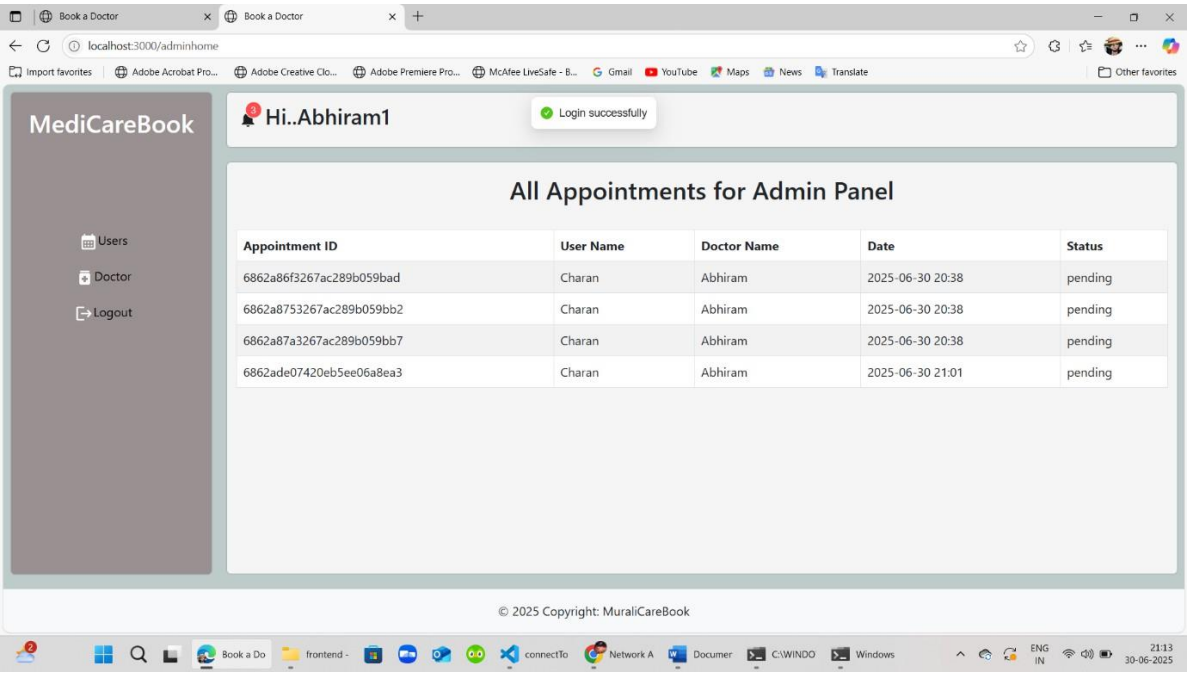 Book a Doctor
Book a Doctor
localhost:3000/adminhome
Import favorites Adobe Acrobat Pro... Adobe Creative Clo... Adobe Premiere Pro... McAfee LiveSafe - B... Gmail YouTube Maps News Translate Other favorites
MediCareBook
3
Hi..Abhiram1
Login successfully
Users
Doctor
Logout
All Appointments for Admin Panel
Appointment ID User Name Doctor Name Date Status
6862a86f3267ac289b059bad Charan Abhiram 2025-06-30 20:38 pending
6862a8753267ac289b059bb2 Charan Abhiram 2025-06-30 20:38 pending
6862a87a3267ac289b059bb7 Charan Abhiram 2025-06-30 20:38 pending
6862ade07420eb5ee06a8ea3 Charan Abhiram 2025-06-30 21:01 pending
© 2025 Copyright: MuraliCareBook
2
Book a Do frontend - connectTo Network A Documer C:\WINDO Windows ENG 21:13
IN 30-06-2025